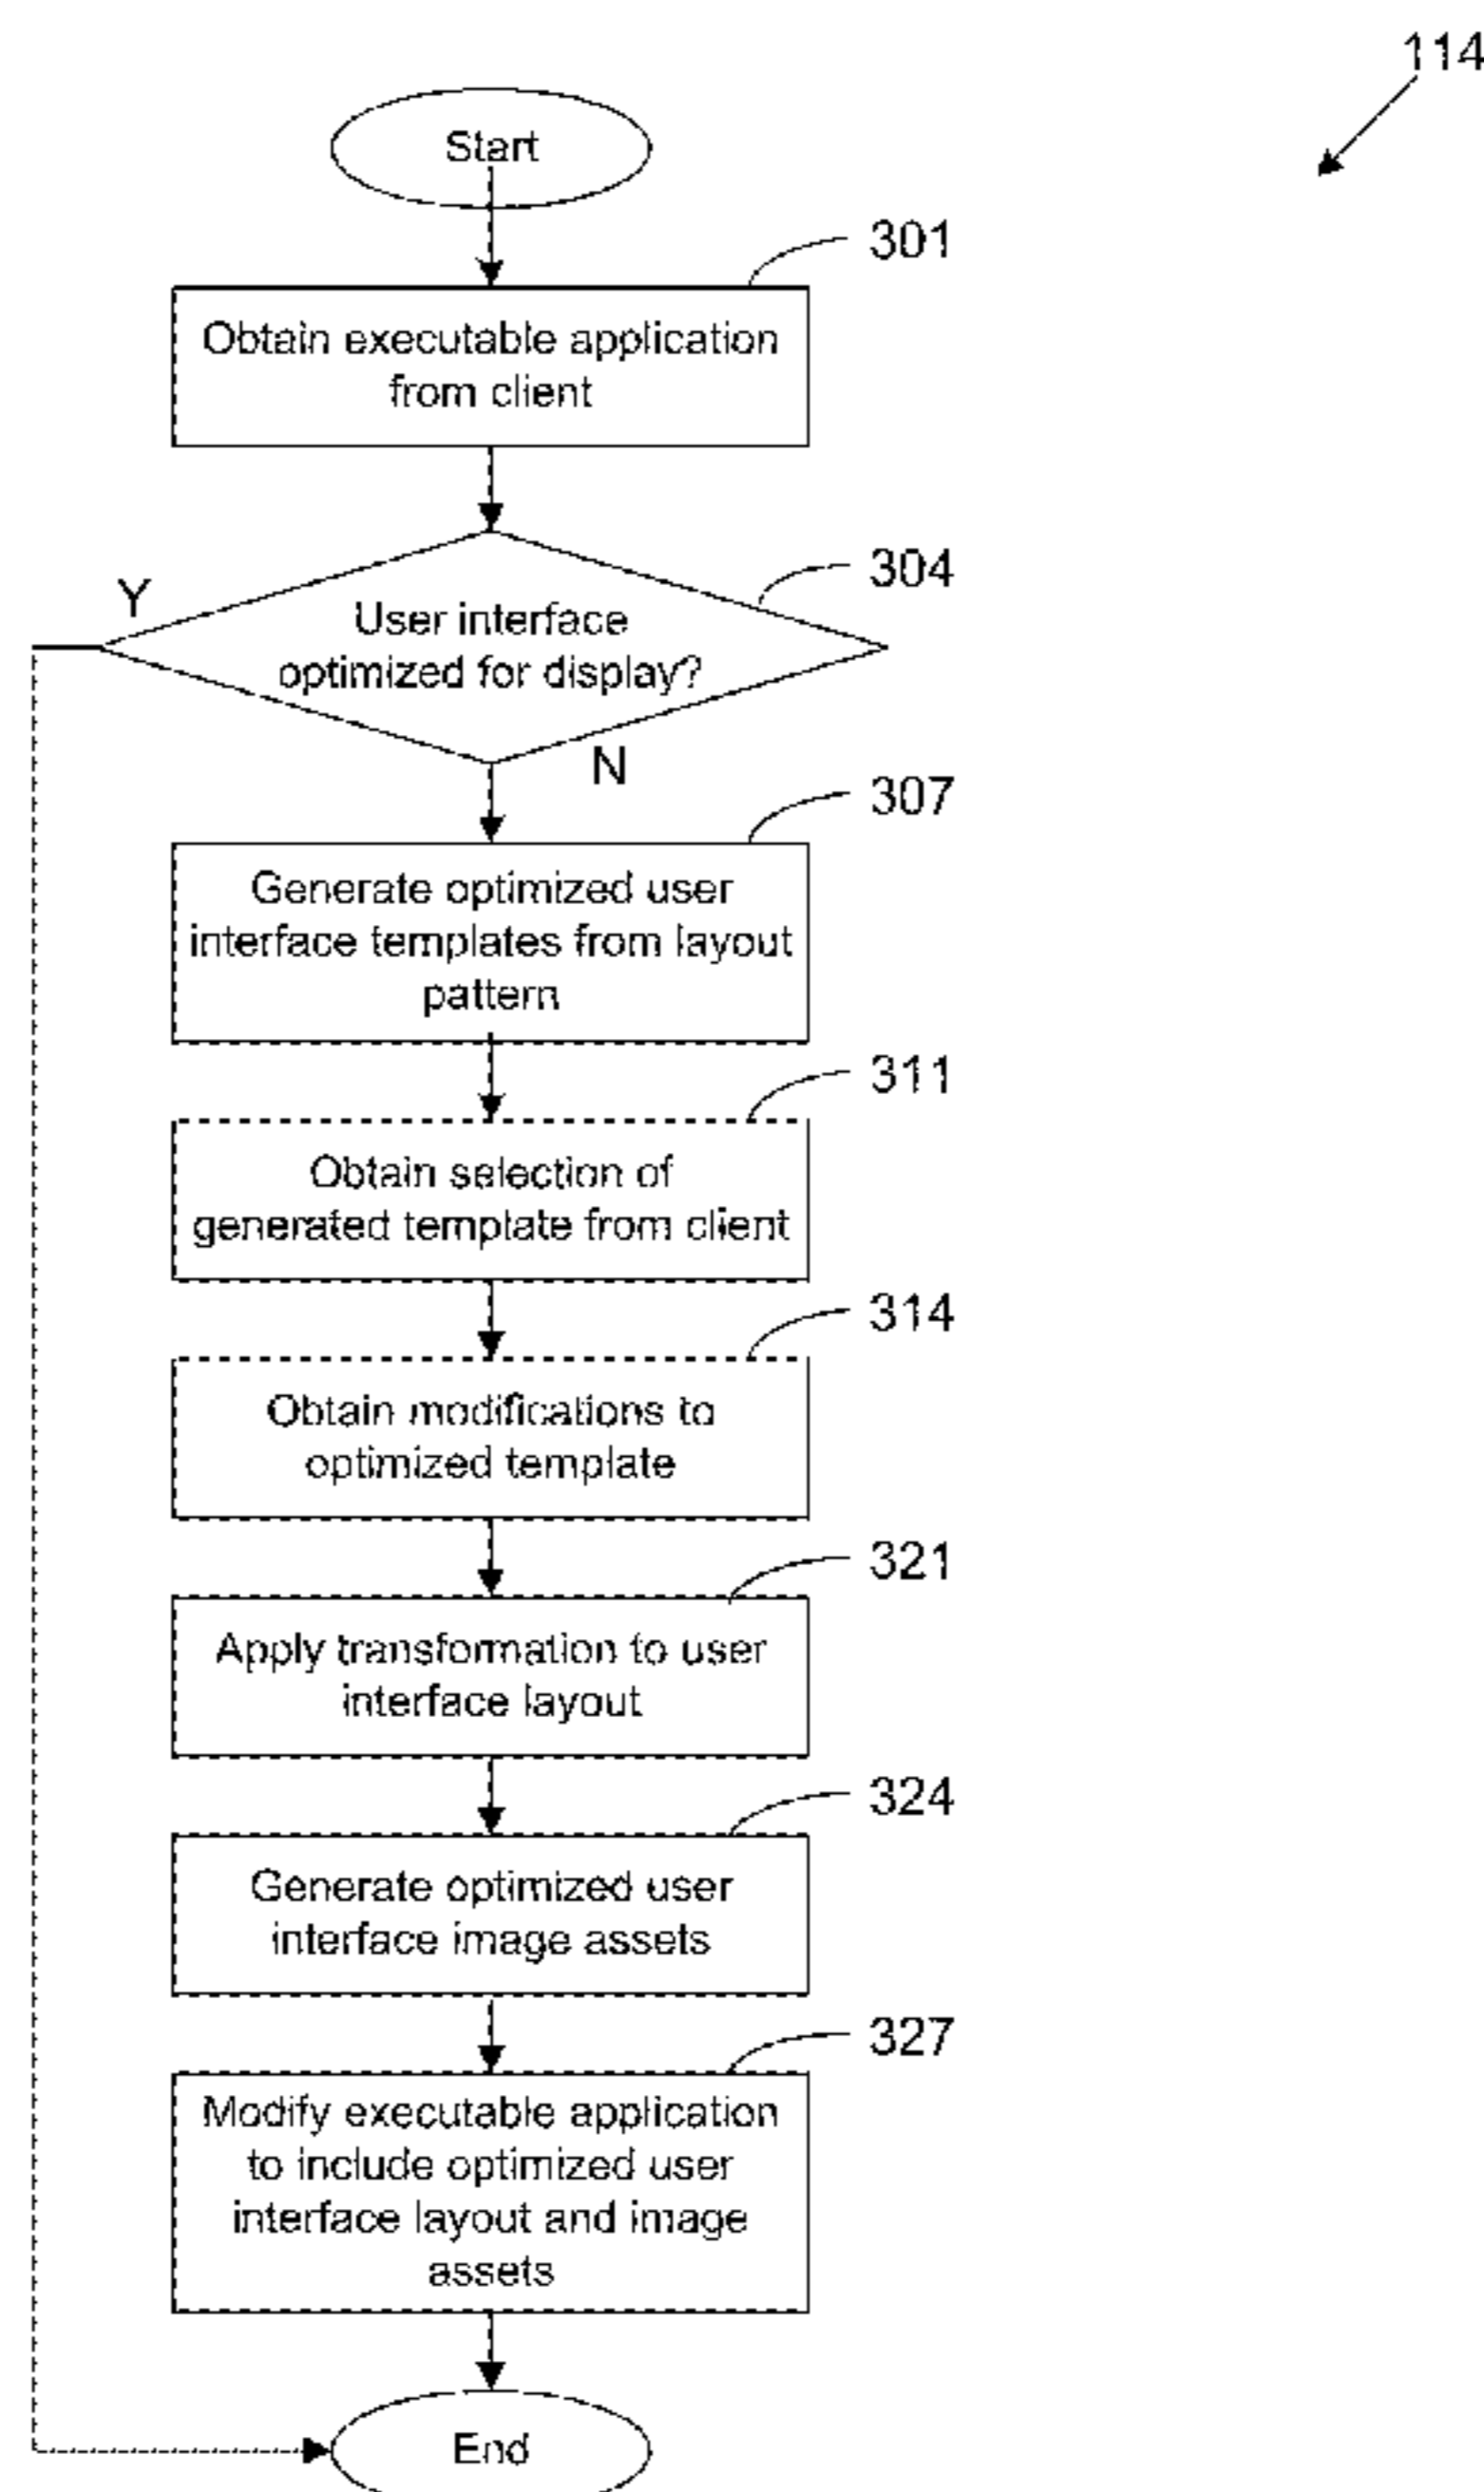 114
Start
301
Obtain executable application
from client
304
Y
User interface
optimized for display?
N
307
Generate optimized user
interface templates from layout
pattern
311
Obtain selection of
generated template from client
314
Obtain modifications to
optimized template
321
Apply transformation to user
interface layout
324
Generate optimized user
interface image assets
327
Modify executable application
to include optimized user
interface layout and image
assets
End